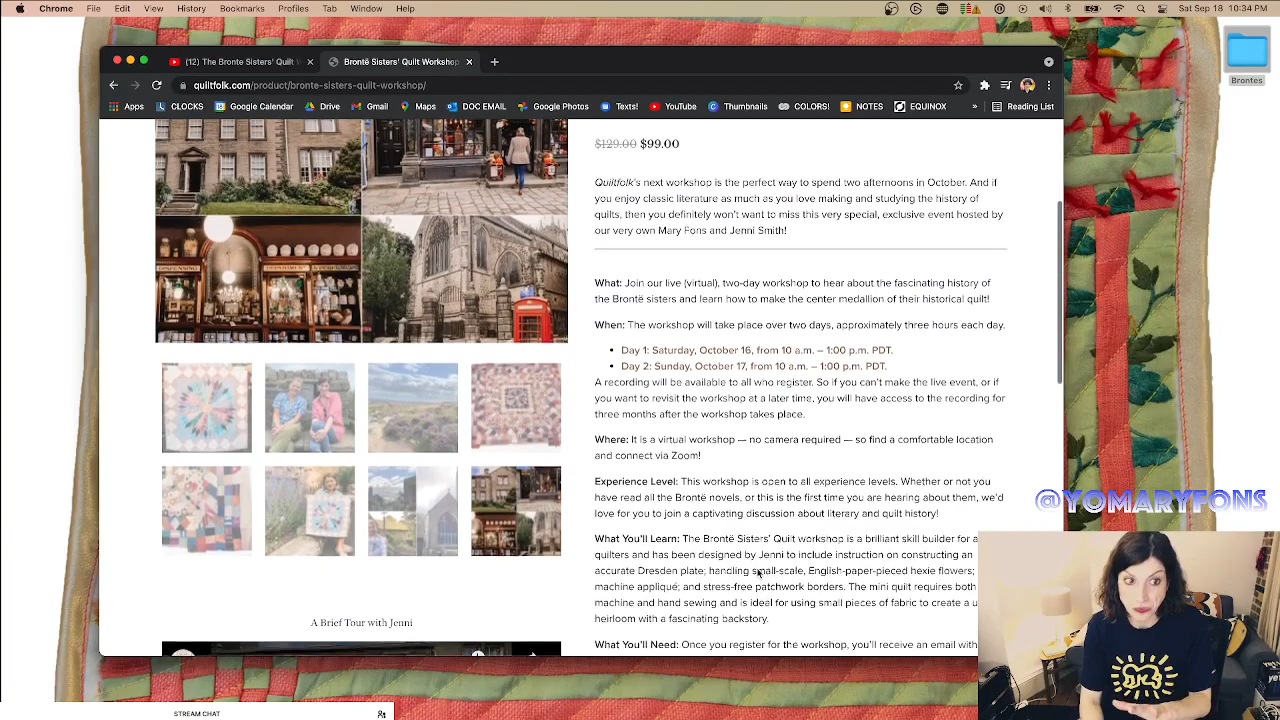 Chrome File Edit View History Bookmarks Profiles Tab Window Help
Sat Sep 18 11:34:19 AM
(12) The Brontë Sisters' Quilt W
Brontë Sisters' Quilt Workshop
quiltfolk.com/product/bronte-sisters-quilt-workshop/
Apps CLOCKS Google Calendar Drive Gmail Maps DOC EMAIL Google Photos Texts! YouTube Thumbnails COLORS! NOTES EQUINOX » Reading List
Brontes
$129.00 $99.00
Quiltfolk's next workshop is the perfect way to spend two afternoons in October. And if
you enjoy classic literature as much as you love making and studying the history of
quilts, then you definitely won't want to miss this very special, exclusive event hosted by
our very own Mary Fons and Jenni Smith!
What: Join our live (virtual), two-day workshop to hear about the fascinating history of
the Brontë sisters and learn how to make the center medallion of their historical quilt!
When: The workshop will take place over two days, approximately three hours each day.
• Day 1: Saturday, October 16, from 10 a.m. – 1:00 p.m. PDT.
• Day 2: Sunday, October 17, from 10 a.m. – 1:00 p.m. PDT.
A recording will be available to all who register. So if you can't make the live event, or if
you want to revisit the workshop at a later time, you will have access to the recording for
three months after the workshop takes place.
Where: It is a virtual workshop — no camera required — so find a comfortable location
and connect via Zoom!
Experience Level: This workshop is open to all experience levels. Whether or not you
have read all the Brontë novels, or this is the first time you are hearing about them, we'd
love for you to join a captivating discussion about literary and quilt history!
What You'll Learn: The Brontë Sisters' Quilt workshop is a brilliant skill builder for a
quilters and has been designed by Jenni to include instruction on constructing an
accurate Dresden plate; handling small-scale, English-paper-pieced hexie flowers;
machine appliqué; and stress-free patchwork borders. The mini quilt requires both
machine and hand sewing and is ideal for using small pieces of fabric to create a u
heirloom with a fascinating backstory.
What You'll Need: Once you register for the workshop, you'll receive an email with
A Brief Tour with Jenni
@YOMARYFONS
STREAM CHAT